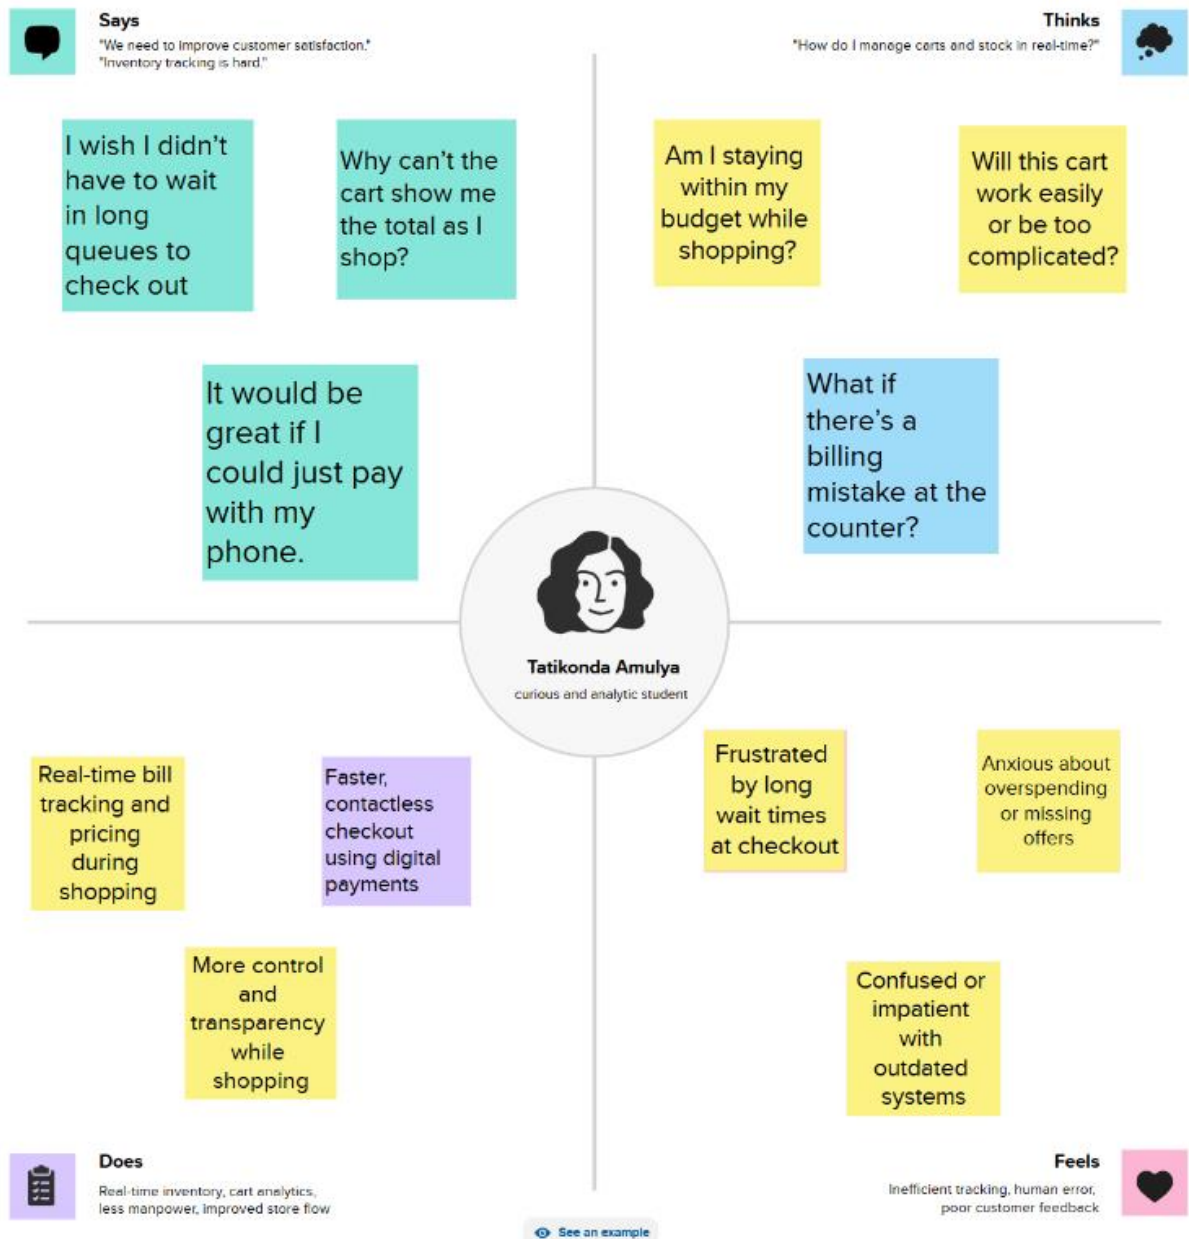 Says
"We need to improve customer satisfaction."
"Inventory tracking is hard."
Thinks
"How do I manage carts and stock in real-time?"
I wish I didn't
have to wait
in long
queues to
check out
Why can't the
cart show me
the total as I
shop?
It would be
great if I
could just pay
with my
phone.
Am I staying
within my
budget while
shopping?
Will this cart
work easily
or be too
complicated?
What if
there's a
billing
mistake at the
counter?
Tatikonda Amulya
curious and analytic student
Real-time bill
tracking and
pricing
during
shopping
Faster,
contactless
checkout
using digital
payments
More control
and
transparency
while
shopping
Frustrated
by long
wait times
at checkout
Anxious about
overspending
or missing
offers
Confused or
impatient
with
outdated
systems
Does
Real-time inventory, cart analytics,
less manpower, improved store flow
Feels
Inefficient tracking, human error,
poor customer feedback
See an example